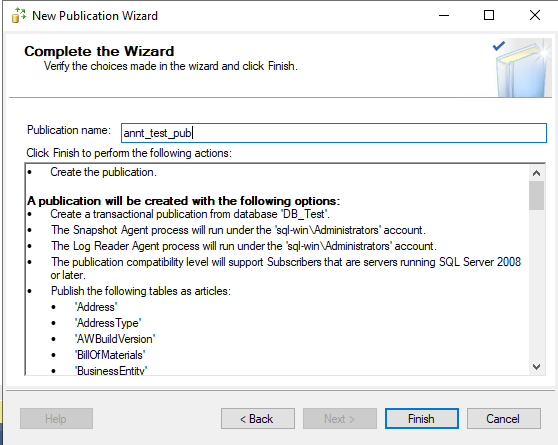 New Publication Wizard
Complete the Wizard
Verify the choices made in the wizard and click Finish.
Publication name: annt_test_pub
Click Finish to perform the following actions:
• Create the publication.
A publication will be created with the following options:
• Create a transactional publication from database 'DB_Test'.
• The Snapshot Agent process will run under the 'sql-win\Administrators' account.
• The Log Reader Agent process will run under the 'sql-win\Administrators' account.
• The publication compatibility level will support Subscribers that are servers running SQL Server 2008
or later.
• Publish the following tables as articles:
• 'Address'
• 'AddressType'
• 'AWBuildVersion'
• 'BillOfMaterials'
• 'BusinessEntity'
Help < Back Next > Finish Cancel